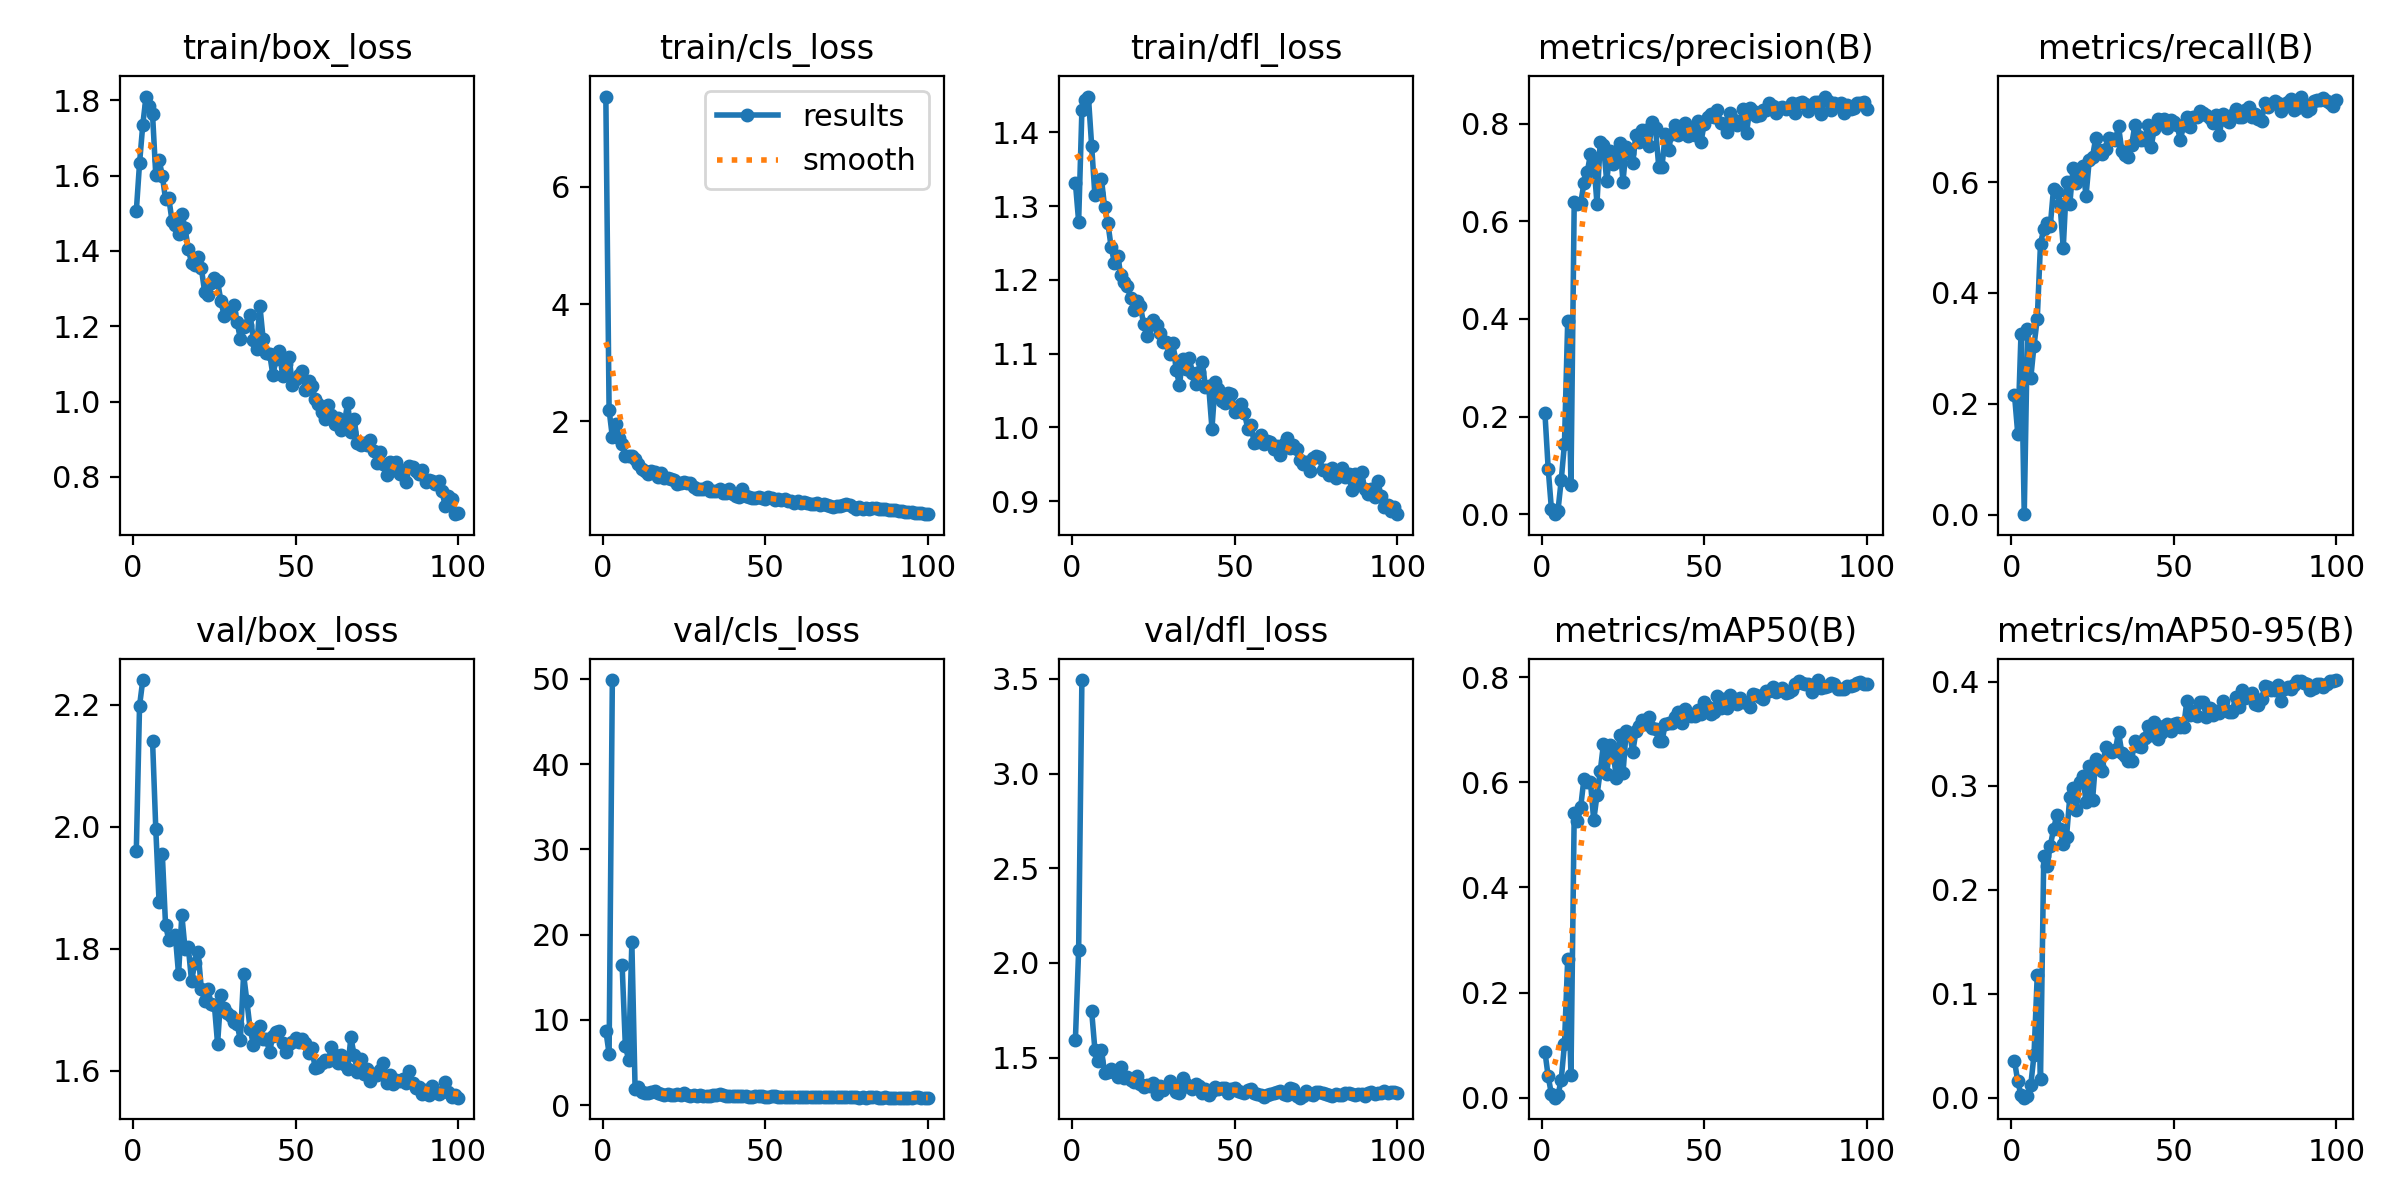 train/box_loss
1.8
1.6
1.4
1.2
1.0
0.8
0 50 100
train/cls_loss
results
smooth
6
4
2
0 50 100
train/dfl_loss
1.4
1.3
1.2
1.1
1.0
0.9
0 50 100
metrics/precision(B)
0.8
0.6
0.4
0.2
0.0
0 50 100
metrics/recall(B)
0.6
0.4
0.2
0.0
0 50 100
val/box_loss
2.2
2.0
1.8
1.6
0 50 100
val/cls_loss
50
40
30
20
10
0
0 50 100
val/dfl_loss
3.5
3.0
2.5
2.0
1.5
0 50 100
metrics/mAP50(B)
0.8
0.6
0.4
0.2
0.0
0 50 100
metrics/mAP50-95(B)
0.4
0.3
0.2
0.1
0.0
0 50 100